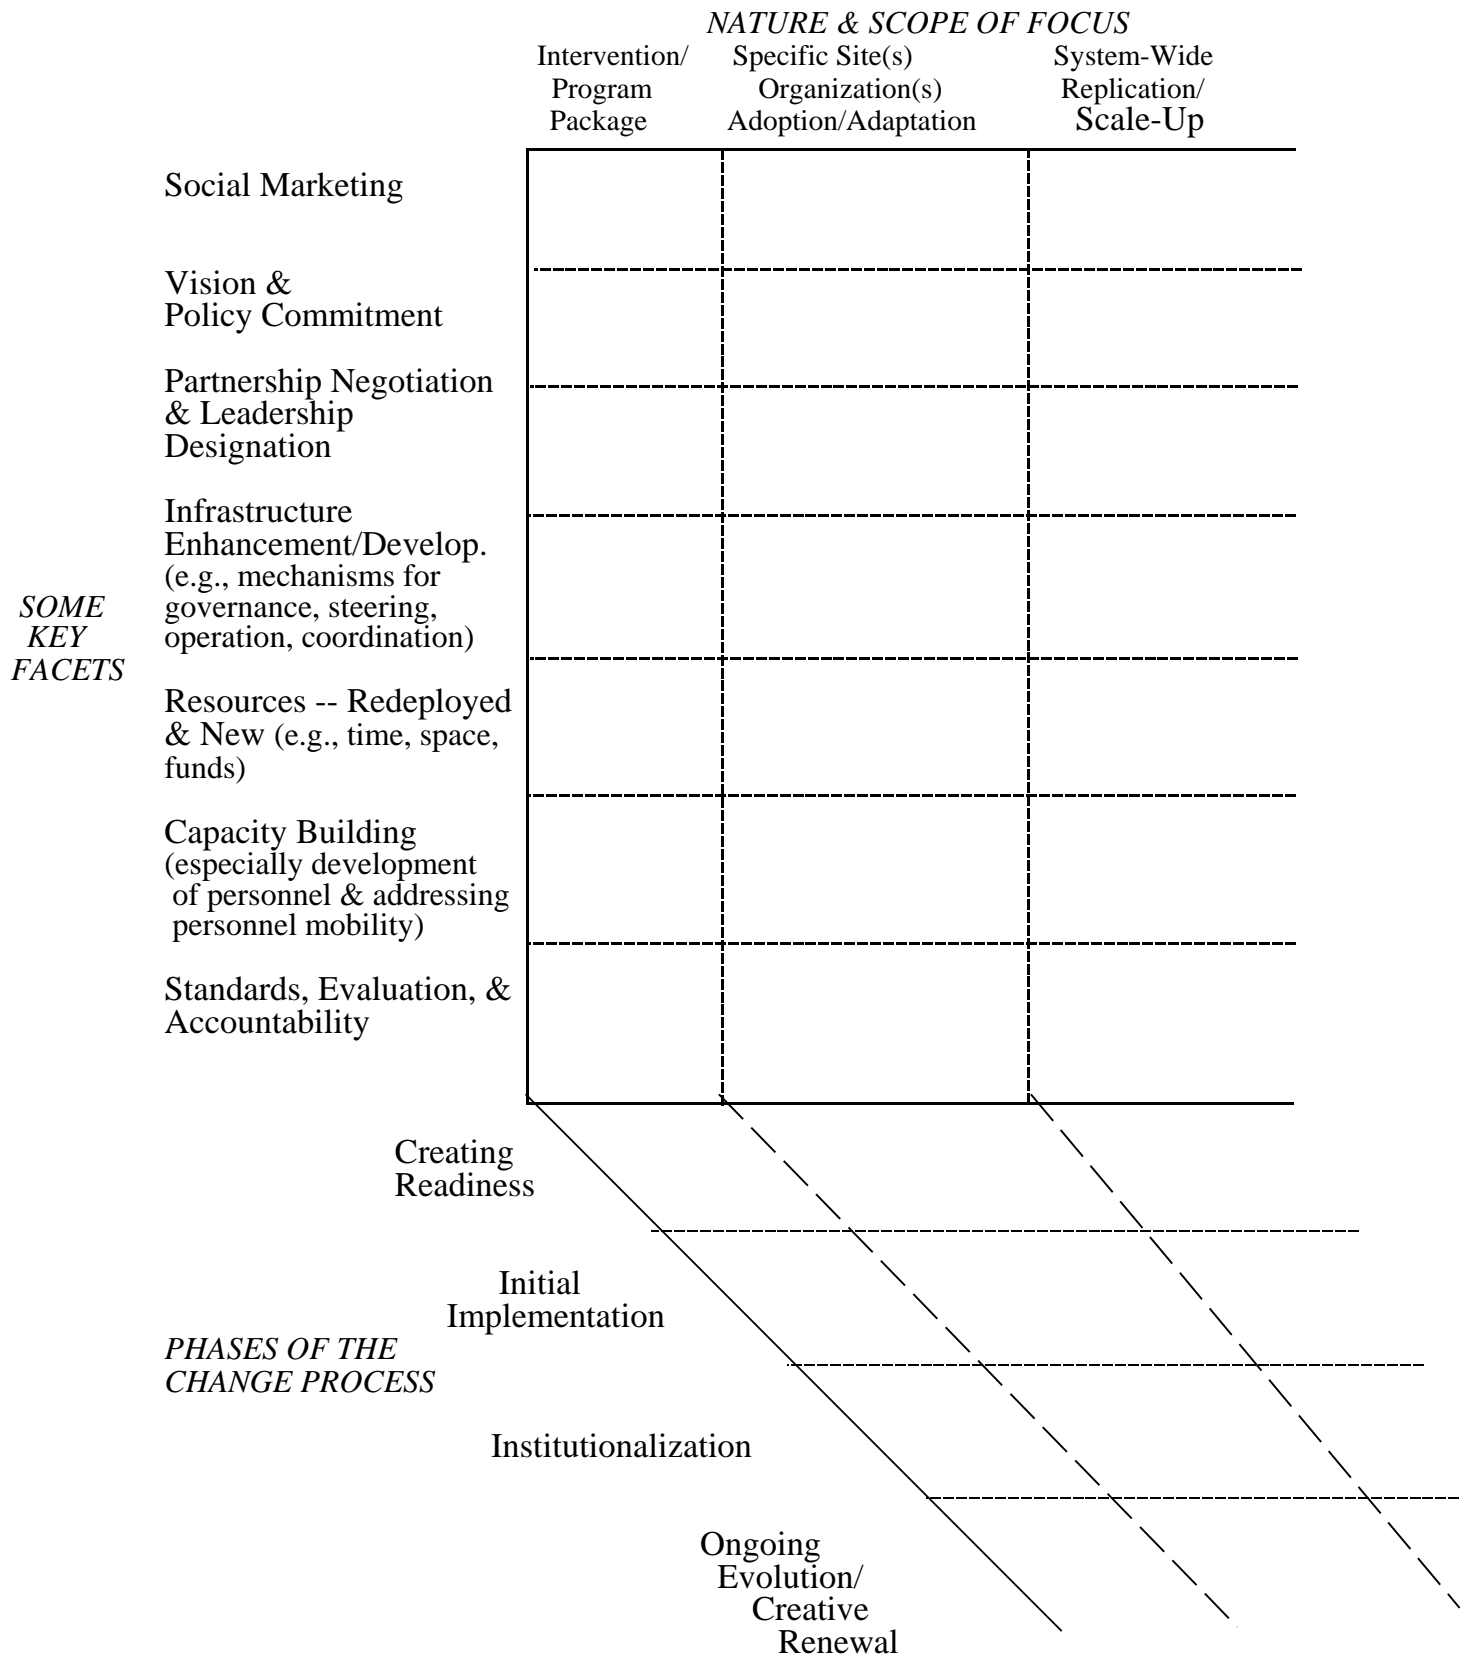 NATURE & SCOPE OF FOCUS
Intervention/ Specific Site(s) System-Wide
Program Organization(s) Replication/
Package Adoption/Adaptation Scale-Up
Social Marketing
Vision &
Policy Commitment
Partnership Negotiation
& Leadership
Designation
Infrastructure
Enhancement/Develop.
(e.g., mechanisms for
governance, steering,
operation, coordination)
SOME
KEY
FACETS
Resources -- Redeployed
& New (e.g., time, space,
funds)
Capacity Building
(especially development
of personnel & addressing
personnel mobility)
Standards, Evaluation, &
Accountability
Creating
Readiness
Initial
Implementation
PHASES OF THE
CHANGE PROCESS
Institutionalization
Ongoing
Evolution/
Creative
Renewal